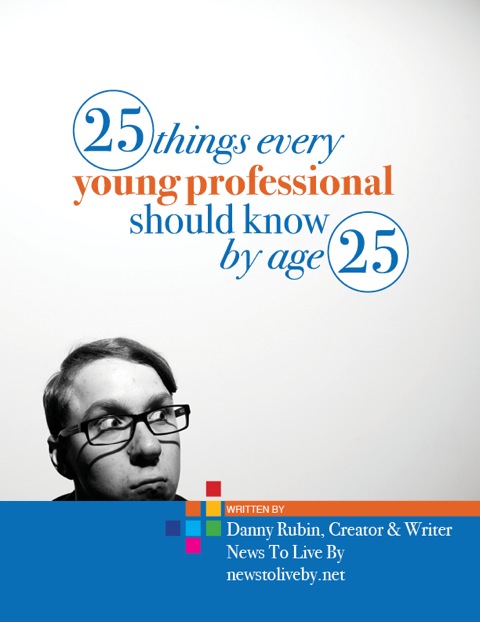 25 things every
young professional
should know
by age 25
WRITTEN BY
Danny Rubin, Creator & Writer
News To Live By
newstoliveby.net